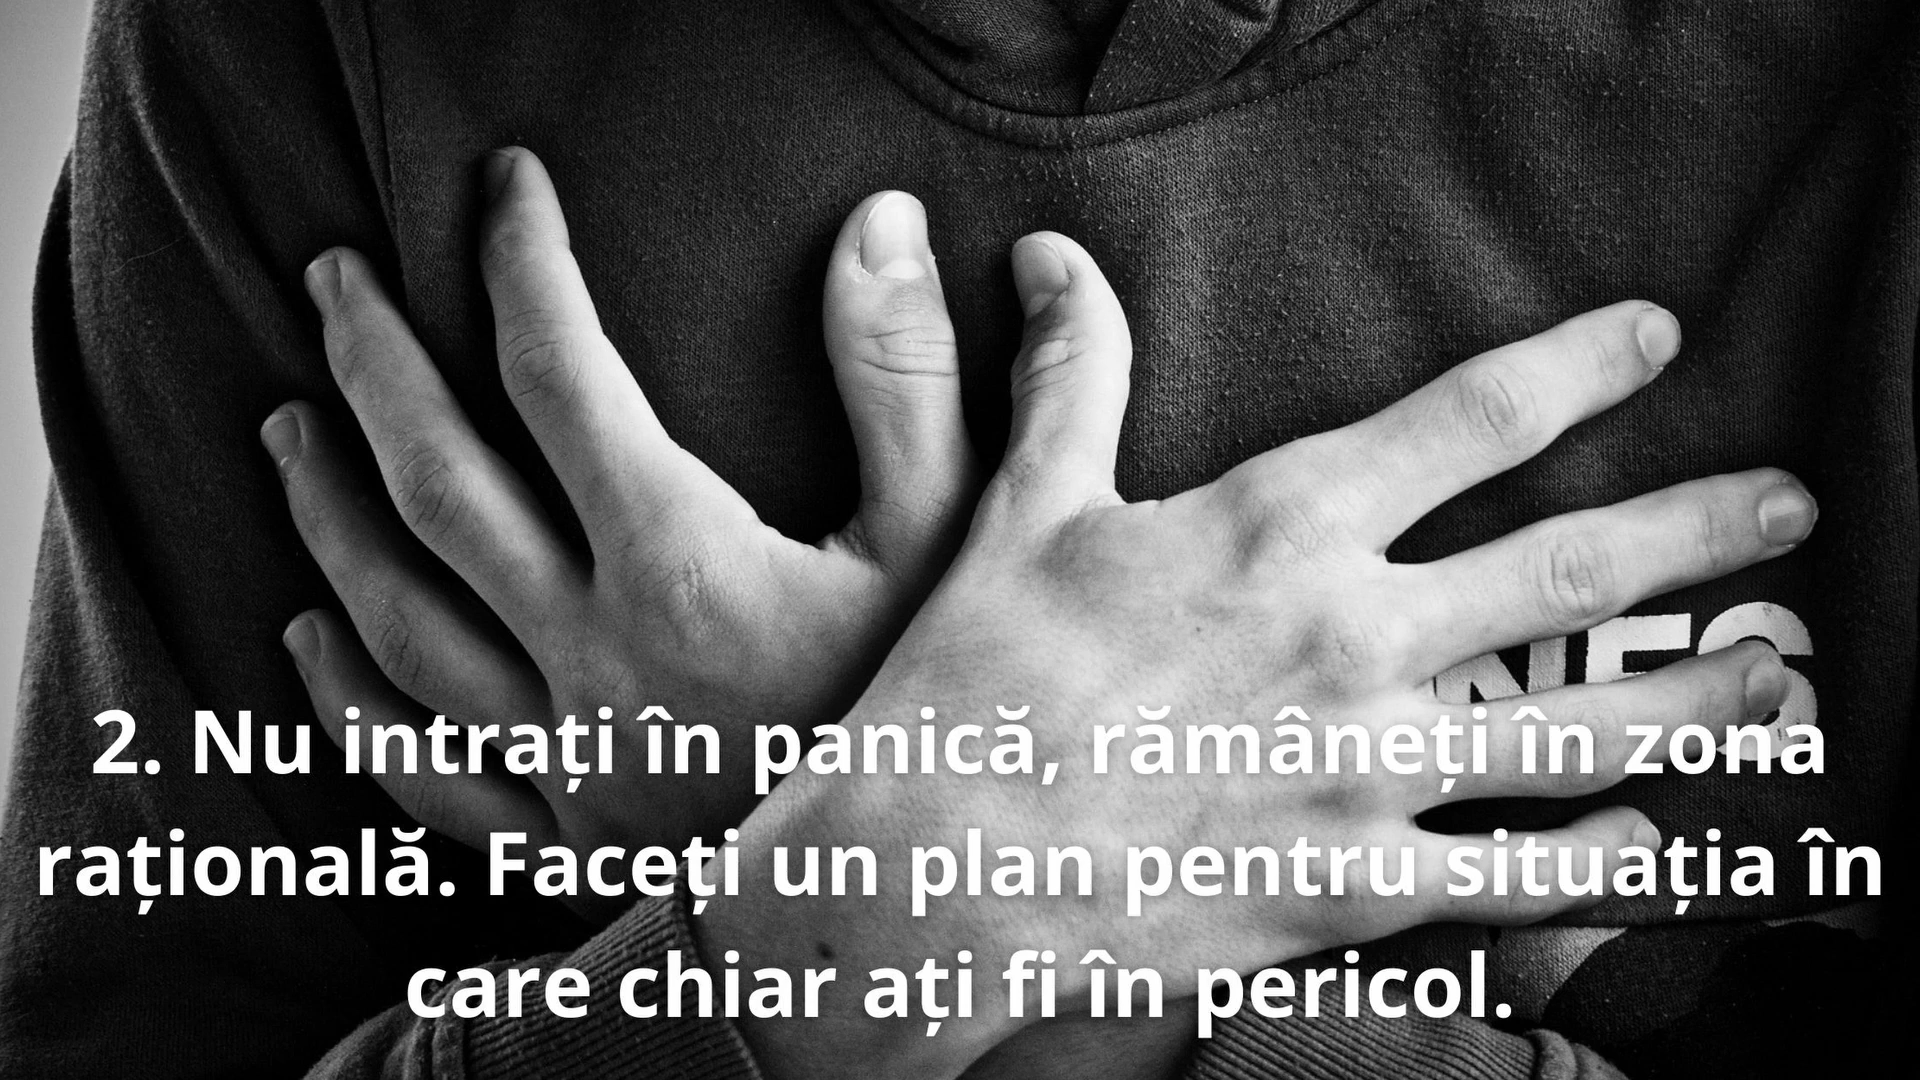 NES
2. Nu intrați în panică, rămâneți în zona
rațională. Faceți un plan pentru situația în
care chiar ați fi în pericol.